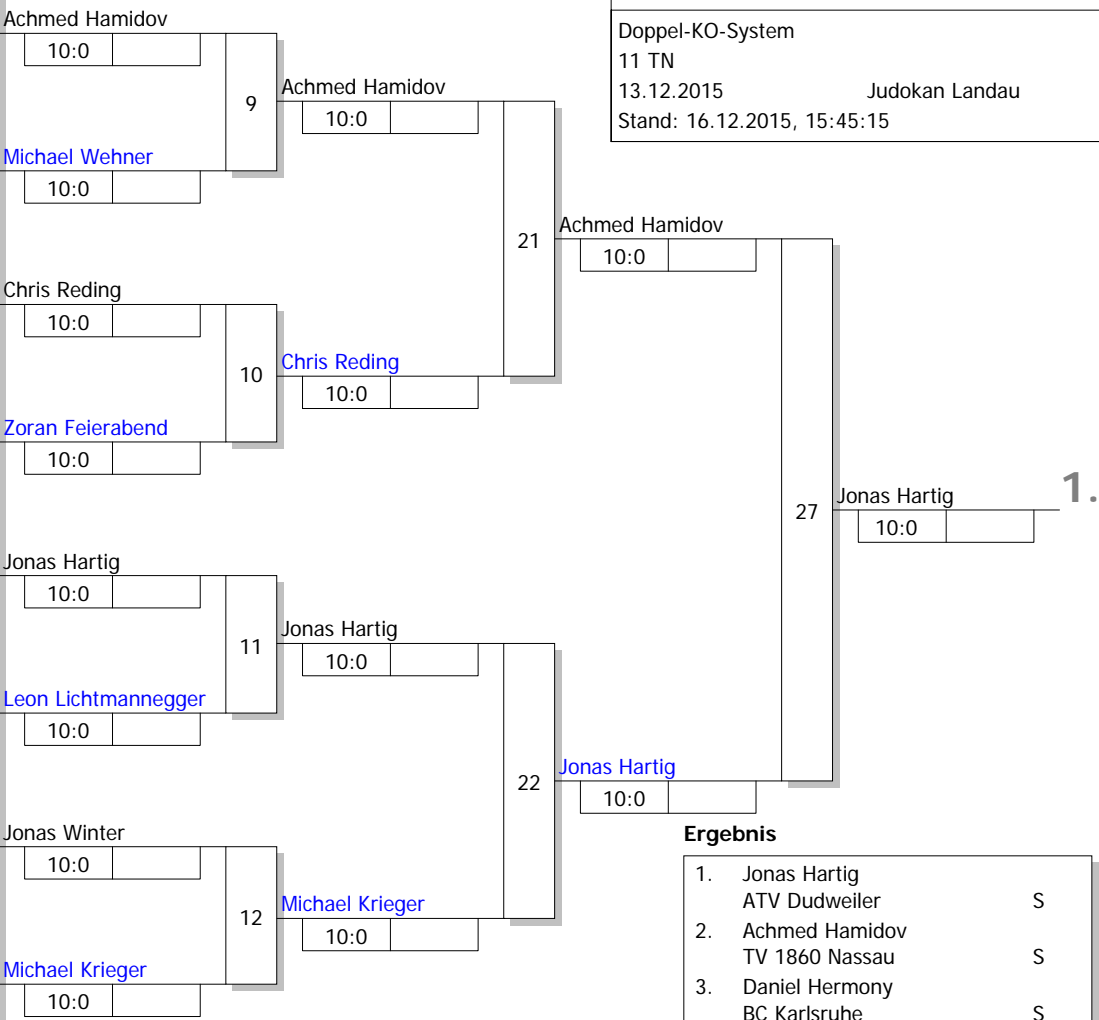 Doppel-KO-System
11 TN
13.12.2015 Judokan Landau
Stand: 16.12.2015, 15:45:15
Achmed Hamidov
10:0
9
Michael Wehner
10:0
Achmed Hamidov
10:0
Chris Reding
10:0
10
Zoran Feierabend
10:0
Chris Reding
10:0
21
Achmed Hamidov
10:0
Jonas Hartig
10:0
11
Leon Lichtmannegger
10:0
Jonas Hartig
10:0
Jonas Winter
10:0
12
Michael Krieger
10:0
Michael Krieger
10:0
22
Jonas Hartig
10:0
27
Jonas Hartig
10:0
1.
Ergebnis
1. Jonas Hartig
ATV Dudweiler S
2. Achmed Hamidov
TV 1860 Nassau S
3. Daniel Hermony
BC Karlsruhe S